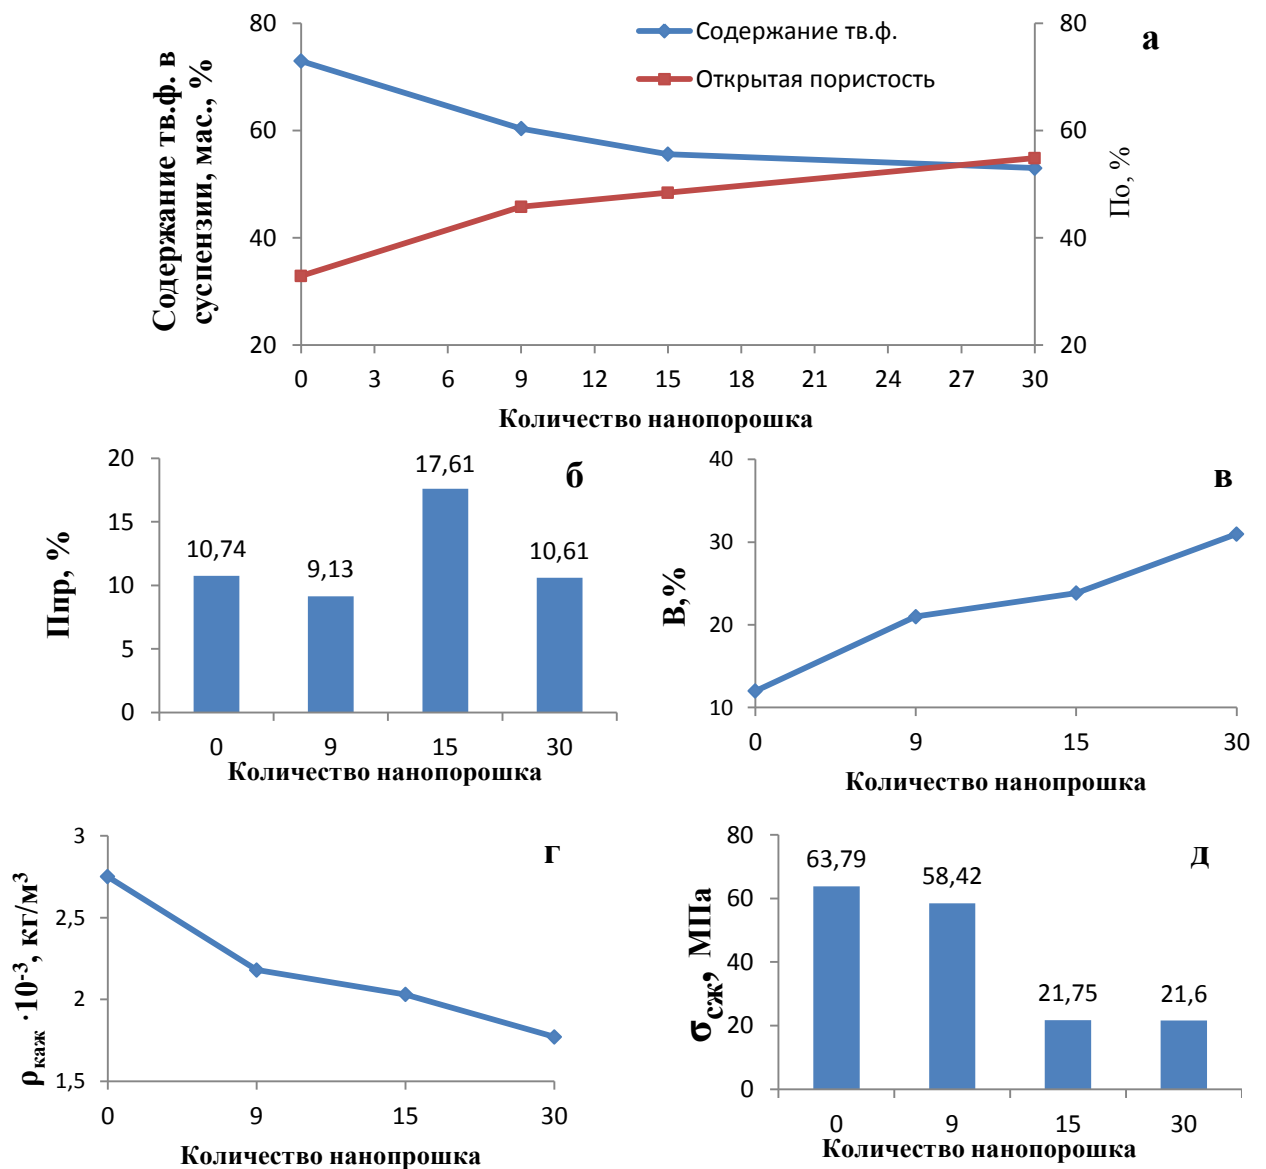 Содержание тв.ф. в
суспензии, мас., %
80
60
40
20
Содержание тв.ф.
Открытая пористость
а
80
60
40
20
По, %
0 3 6 9 12 15 18 21 24 27 30
Количество нанопорошка
Ппр, %
20
15
10
5
0
10,74
9,13
17,61
10,61
б
0 9 15 30
Количество нанопорошка
В,%
40
30
20
10
в
0 9 15 30
Количество нанопрошка
ρкаж ·10-3, кг/м3
3
2,5
2
1,5
г
0 9 15 30
Количество нанопрошка
σсж, МПа
80
60
40
20
0
63,79
58,42
21,75
21,6
д
0 9 15 30
Количество нанопорошка